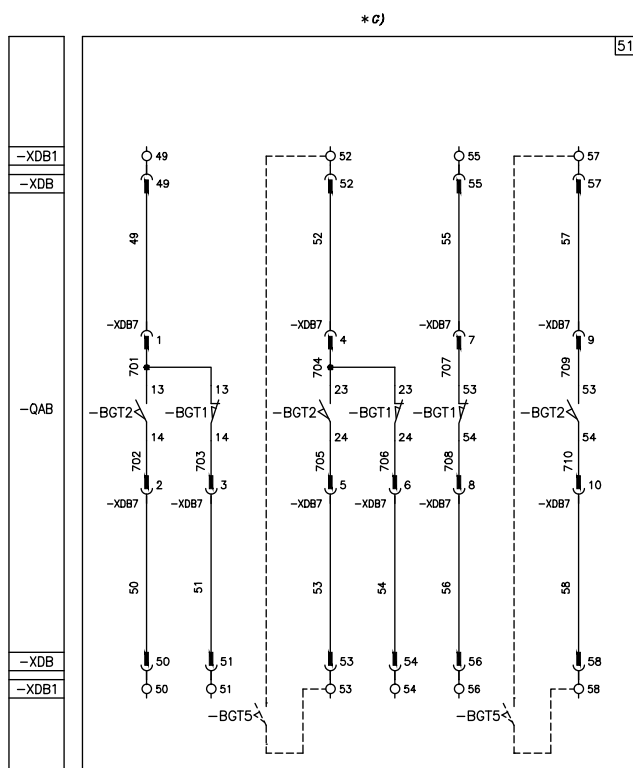 *G)
51
-XDB1 49 52 55 57
-XDB 49 52 55 57
49 52 55 57
-XDB7 1 -XDB7 4 -XDB7 7 -XDB7 9
701 704 707 709
13 13 23 23 53 53
-QAB -BGT2 -BGT1 -BGT2 -BGT1 -BGT1 -BGT2
14 14 24 24 54 54
702 703 705 706 708 710
2 3 5 6 8 10
-XDB7 -XDB7 -XDB7 -XDB7 -XDB7 -XDB7
50 51 53 54 56 58
-XDB 50 51 53 54 56 58
-XDB1 50 51 53 54 56 58
-BGT5 -BGT5